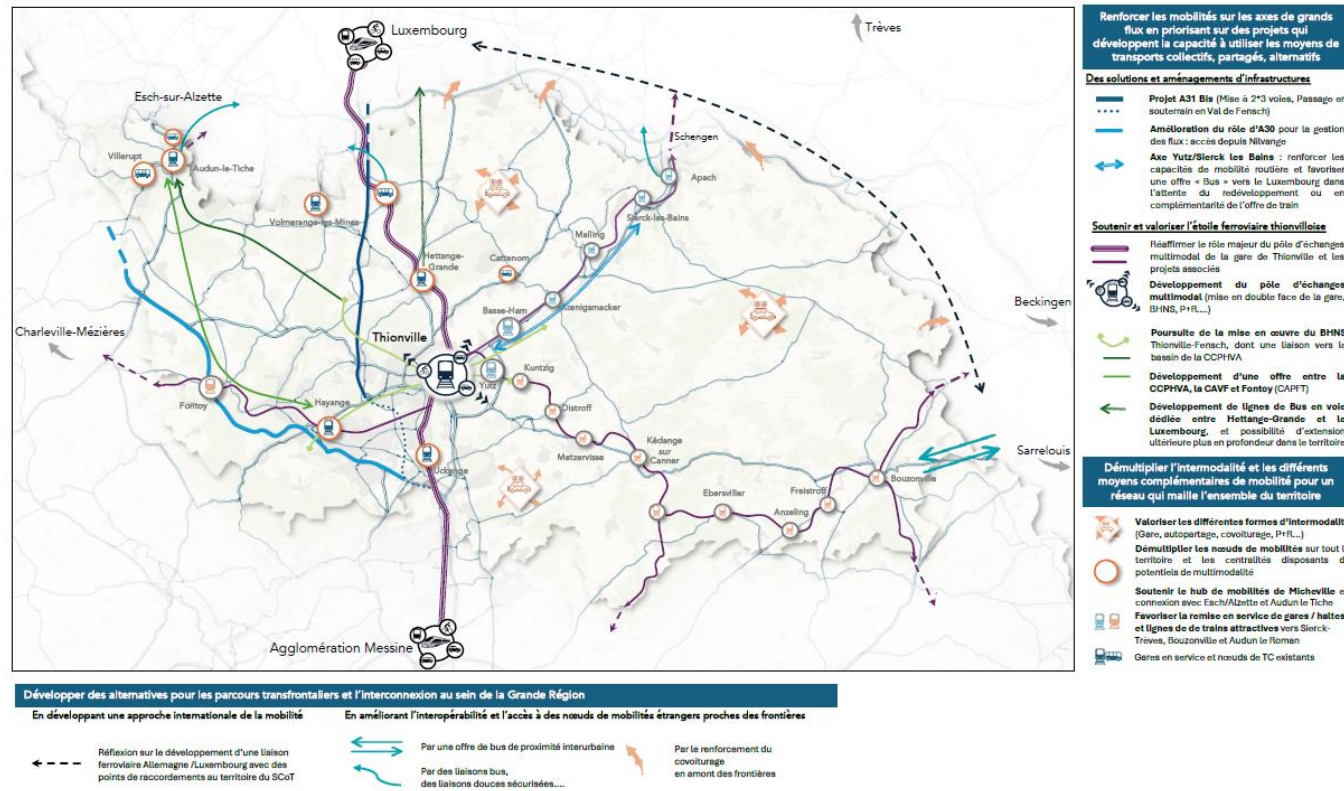 Luxembourg
Trèves
Esch-sur-Alzette
Schengen
Villerupt
Audun-le-Tiche
Apach
Volmerange-les-Mines
Sierck-les-Bains
Malling
Hettange-
Grande
Cattenom
Kœnigsmacker
Basse-Ham
Beckingen
Charleville-Mézières
Thionville
Yutz
Kuntzig
Fontoy
Hayange
Distroff
Metzervisse
Kédange
sur
Canner
Uckange
Sarrelouis
Bouzonville
Ebersviller
Freistroff
Anzeling
Agglomération Messine
Renforcer les mobilités sur les axes de grands
flux en priorisant sur des projets qui
développent la capacité à utiliser les moyens de
transports collectifs, partagés, alternatifs
Des solutions et aménagements d'infrastructures
Projet A31 Bis (Mise à 2*3 voies, Passage en
souterrain en Val de Fensch)
Amélioration du rôle d'A30 pour la gestion
des flux : accès depuis Nilvange
Axe Yutz/Sierck les Bains : renforcer les
capacités de mobilité routière et favoriser
une offre « Bus » vers le Luxembourg dans
l'attente du redéveloppement ou en
complémentarité de l'offre de train
Soutenir et valoriser l'étoile ferroviaire thionvilloise
Réaffirmer le rôle majeur du pôle d'échanges
multimodal de la gare de Thionville et les
projets associés
Développement du pôle d'échanges
multimodal (mise en double face de la gare,
BHNS, P+R....)
Poursuite de la mise en œuvre du BHNS
Thionville-Fensch, dont une liaison vers le
bassin de la CCPHVA
Développement d'une offre entre la
CCPHVA, la CAVF et Fontoy (CAPFT)
Développement de lignes de Bus en voie
dédiée entre Hettange-Grande et le
Luxembourg, et possibilité d'extension
ultérieure plus en profondeur dans le territoire
Démultiplier l'intermodalité et les différents
moyens complémentaires de mobilité pour un
réseau qui maille l'ensemble du territoire
Valoriser les différentes formes d'intermodalit
(Gare, autopartage, covoiturage, P+R...)
Démultiplier les nœuds de mobilités sur tout l
territoire et les centralités disposants d
potentiels de multimodalité
Soutenir le hub de mobilités de Micheville e
connexion avec Esch/Alzette et Audun le Tiche
Favoriser la remise en service de gares / haltes
et lignes de de trains attractives vers Sierck-
Trèves, Bouzonville et Audun le Roman
Gares en service et nœuds de TC existants
Développer des alternatives pour les parcours transfrontaliers et l'interconnexion au sein de la Grande Région
En développant une approche internationale de la mobilité
En améliorant l'interopérabilité et l'accès à des nœuds de mobilités étrangers proches des frontières
Réflexion sur le développement d'une liaison
ferroviaire Allemagne /Luxembourg avec des
points de raccordements au territoire du SCoT
Par une offre de bus de proximité interurbaine
Par des liaisons bus,
des liaisons douces sécurisées....
Par le renforcement du
covoiturage
en amont des frontières